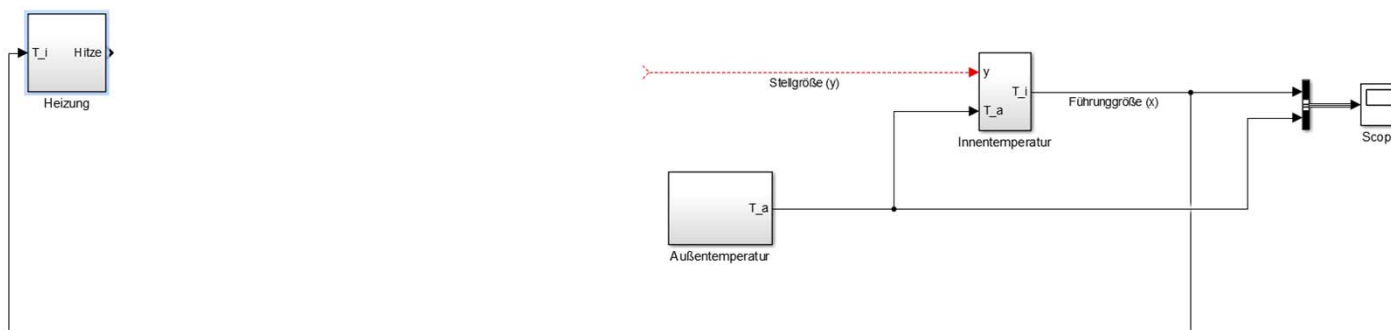 T_i Hitze
Heizung
Stellgröße (y)
y
T_i
T_a
Führunggröße (x)
Innentemperatur
T_a
Außentemperatur
Scop